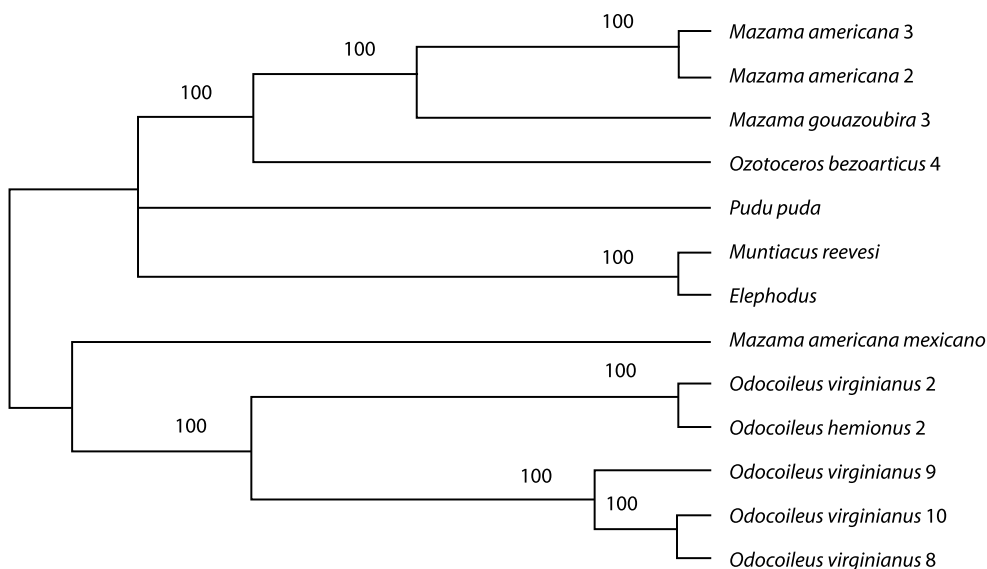 100
Mazama americana 3
100
Mazama americana 2
100
Mazama gouazoubira 3
Ozotoceros bezoarticus 4
Pudu puda
100
Muntiacus reevesi
Elephodus
Mazama americana mexicano
100
Odocoileus virginianus 2
100
Odocoileus hemionus 2
100
Odocoileus virginianus 9
100
Odocoileus virginianus 10
Odocoileus virginianus 8